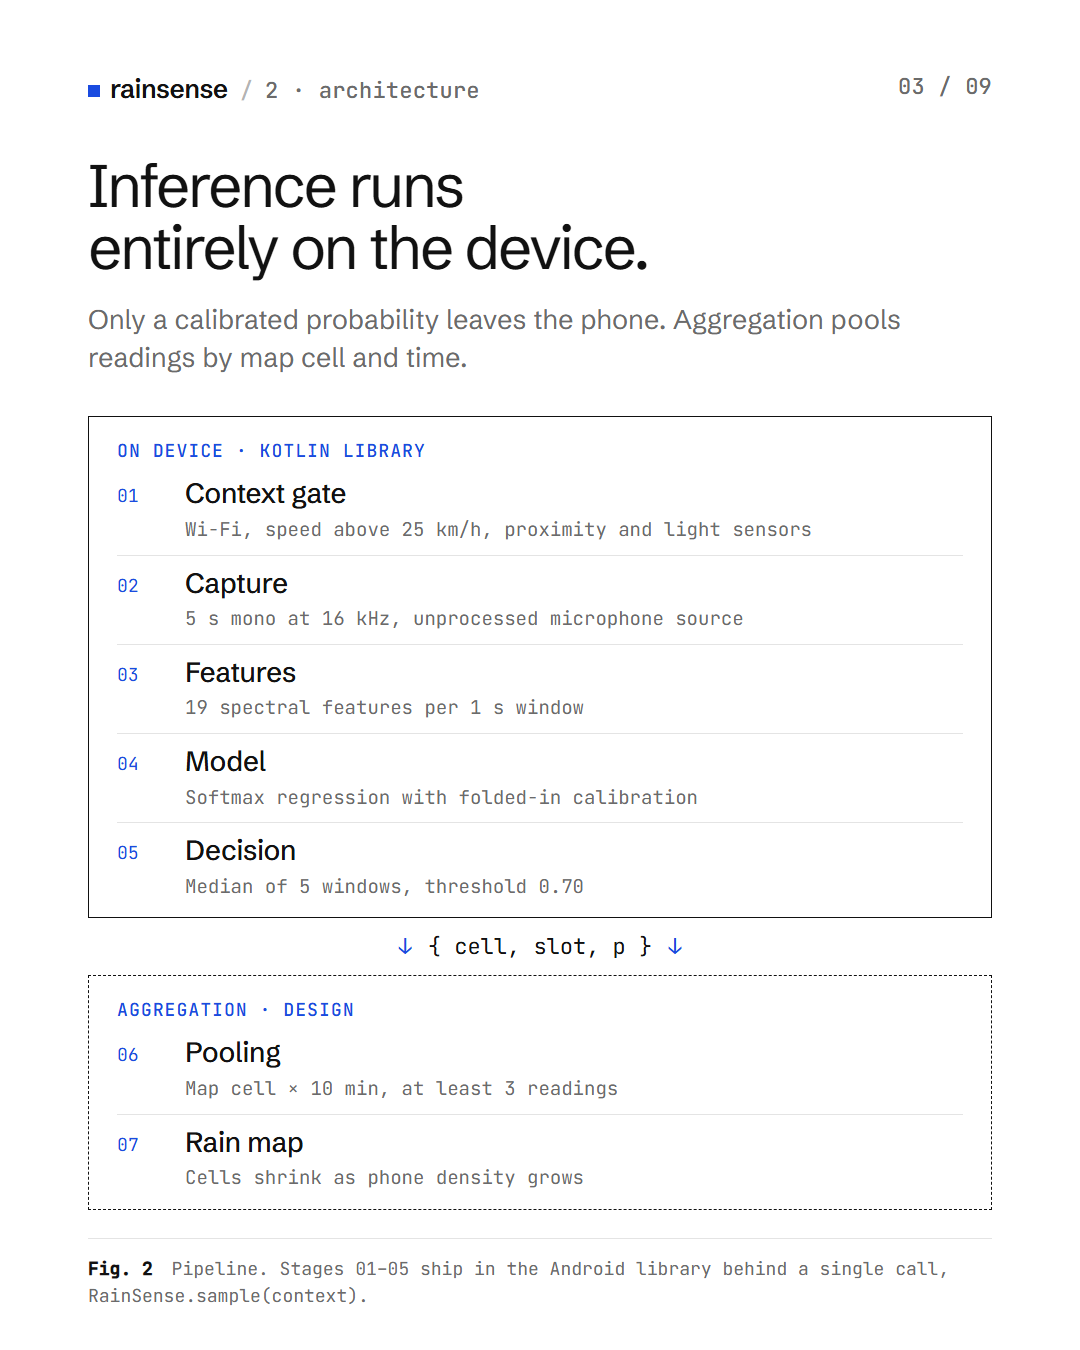 rainsense / 2 · architecture
03 / 09
Inference runs
entirely on the device.
Only a calibrated probability leaves the phone. Aggregation pools
readings by map cell and time.
ON DEVICE · KOTLIN LIBRARY
01 Context gate
Wi-Fi, speed above 25 km/h, proximity and light sensors
02 Capture
5 s mono at 16 kHz, unprocessed microphone source
03 Features
19 spectral features per 1 s window
04 Model
Softmax regression with folded-in calibration
05 Decision
Median of 5 windows, threshold 0.70
↓ { cell, slot, p } ↓
AGGREGATION · DESIGN
06 Pooling
Map cell × 10 min, at least 3 readings
07 Rain map
Cells shrink as phone density grows
Fig. 2 Pipeline. Stages 01–05 ship in the Android library behind a single call,
RainSense.sample(context).